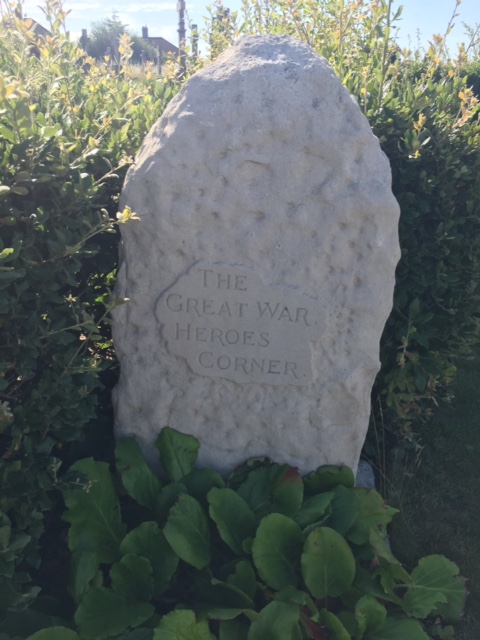 THE
GREAT WAR
HEROES
CORNER.